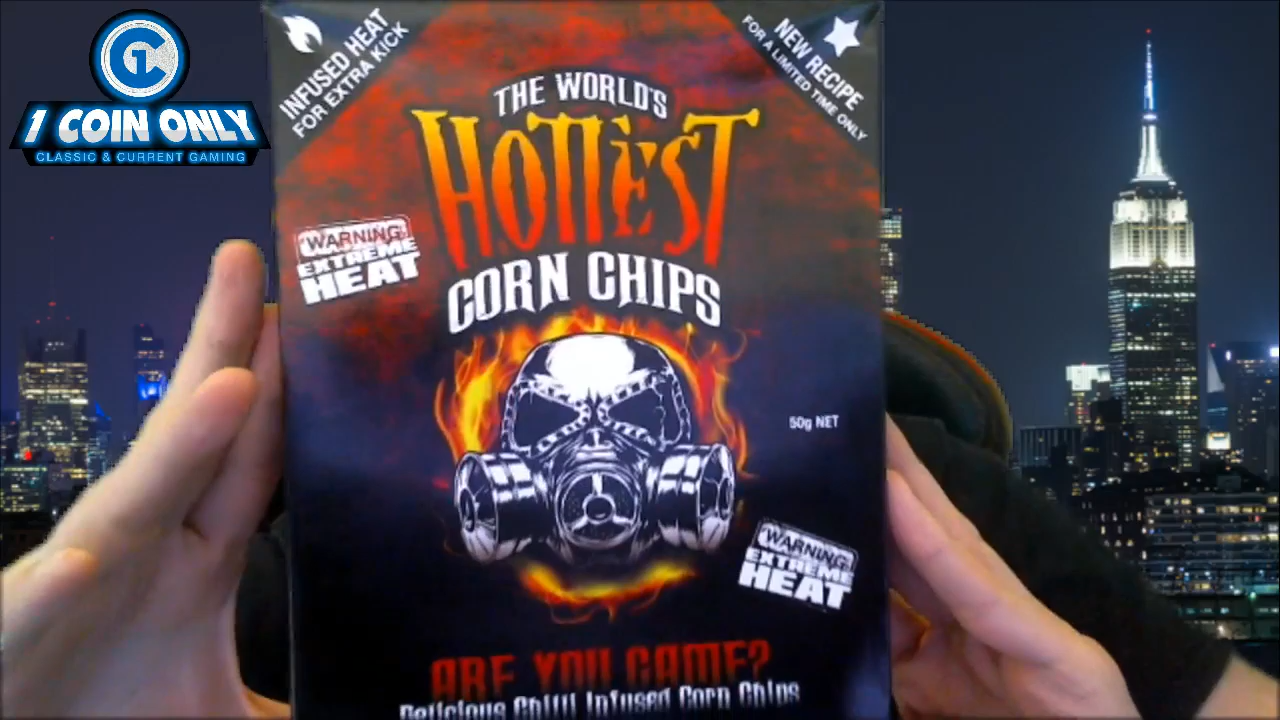 1 COIN ONLY
CLASSIC & CURRENT GAMING
INFUSED HEAT
FOR EXTRA KICK
NEW RECIPE
FOR A LIMITED TIME ONLY
THE WORLD'S
HOTTEST
CORN CHIPS
WARNING
EXTREME
HEAT
50g NET
WARNING
EXTREME
HEAT
ARE YOU GAME?
Delicious Chilli Infused Corn Chips